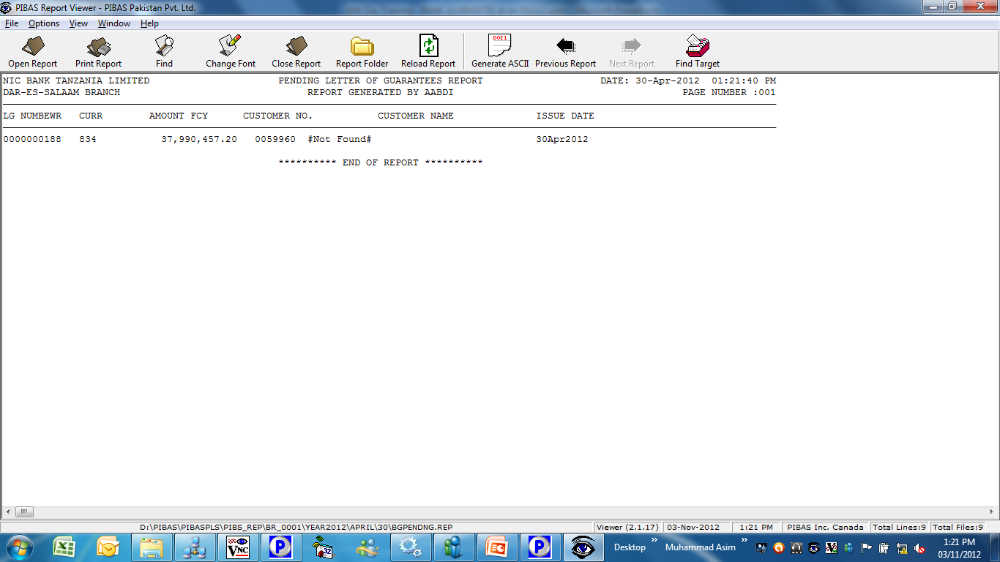 PIBAS Report Viewer - PIBAS Pakistan Pvt. Ltd.
File Options View Window Help
Open Report Print Report Find Change Font Close Report Report Folder Reload Report Generate ASCII Previous Report Next Report Find Target
NIC BANK TANZANIA LIMITED PENDING LETTER OF GUARANTEES REPORT DATE: 30-Apr-2012 01:21:40 PM
DAR-ES-SALAAM BRANCH REPORT GENERATED BY AABDI PAGE NUMBER :001
LG NUMBEWR CURR AMOUNT FCY CUSTOMER NO. CUSTOMER NAME ISSUE DATE
0000000188 834 37,990,457.20 0059960 #Not Found# 30Apr2012
********** END OF REPORT **********
D:\PIBAS\PIBASPLS\PIBS_REP\BR_0001\YEAR2012\APRIL\30\BGPENDNG.REP Viewer (2.1.17) 03-Nov-2012 1:21 PM PIBAS Inc. Canada Total Lines:9 Total Files:9
Desktop » Muhammad Asim » 1:21 PM
03/11/2012